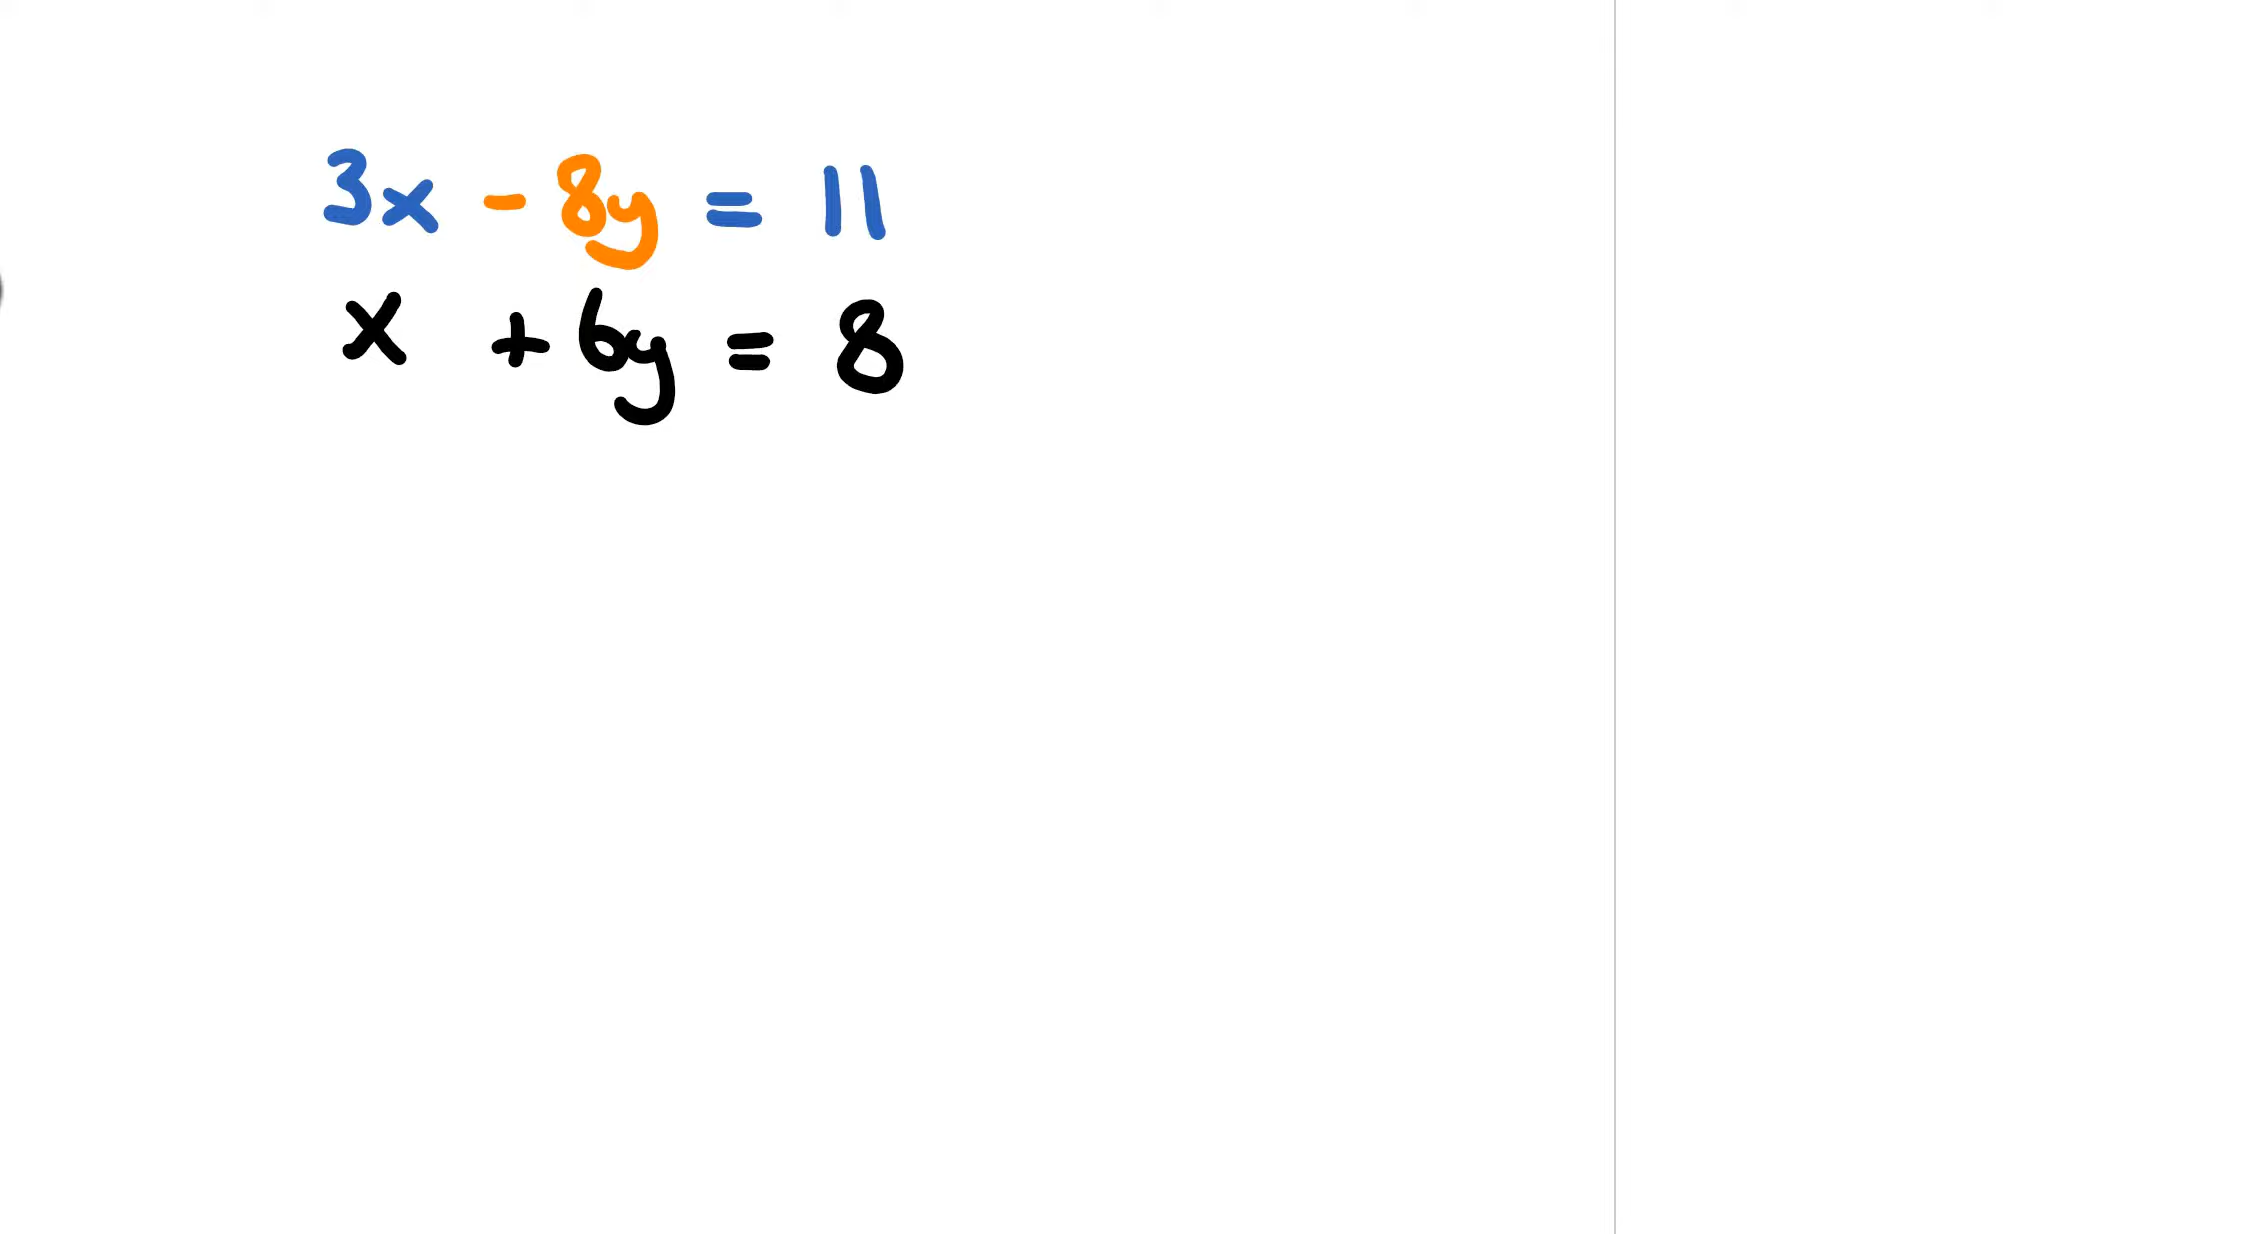 3x - 8y = 11
x + 6y = 8